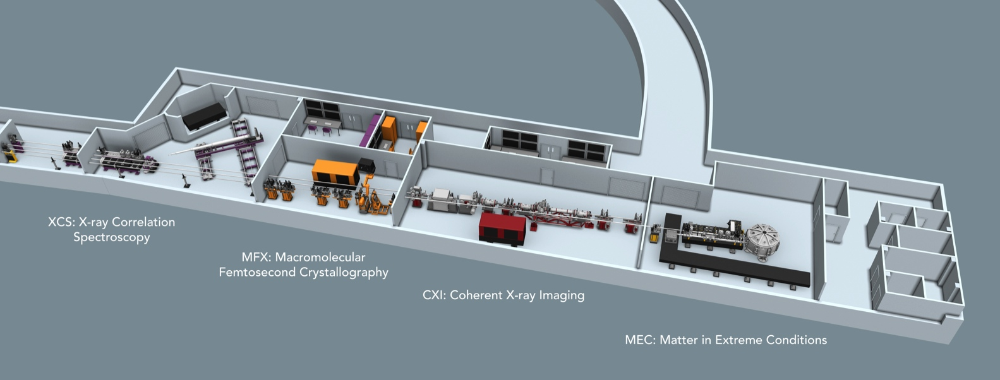 XCS: X-ray Correlation
Spectroscopy
MFX: Macromolecular
Femtosecond Crystallography
CXI: Coherent X-ray Imaging
MEC: Matter in Extreme Conditions